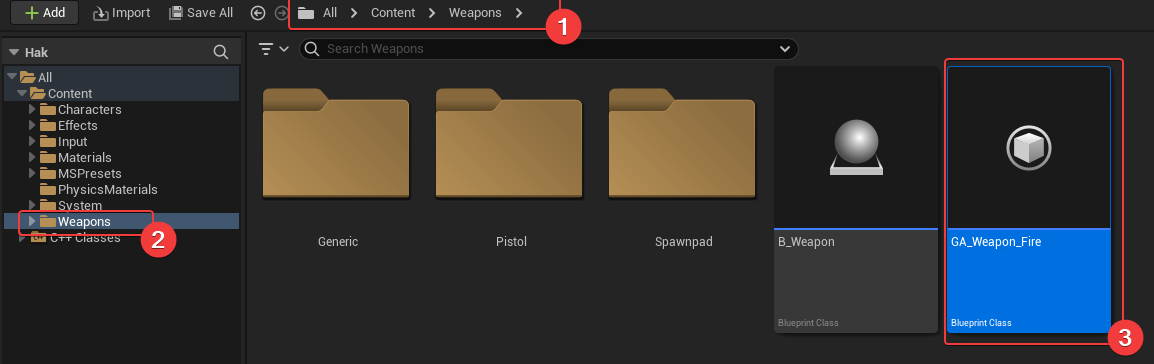 Add Import Save All All Content Weapons
1
Hak
Search Weapons
All
Content
Characters
Effects
Input
Materials
MSPresets
PhysicsMaterials
System
Weapons
2
C++ Classes
Generic
Pistol
Spawnpad
B_Weapon
Blueprint Class
GA_Weapon_Fire
Blueprint Class
3